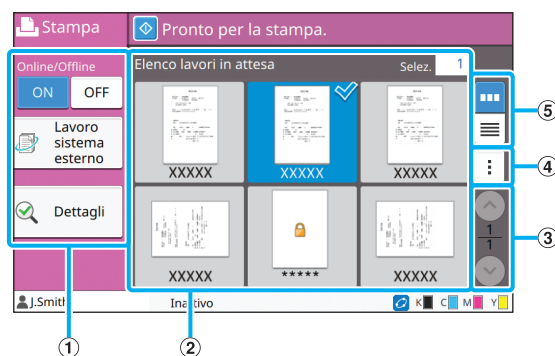 Stampa
Pronto per la stampa.
Online/Offline
ON OFF
Lavoro
sistema
esterno
Dettagli
Elenco lavori in attesa
Selez. 1
XXXXX XXXXX XXXXX
XXXXX ***** XXXXX
1
1
J.Smith
Inattivo
K C M Y
5
4
3
1
2